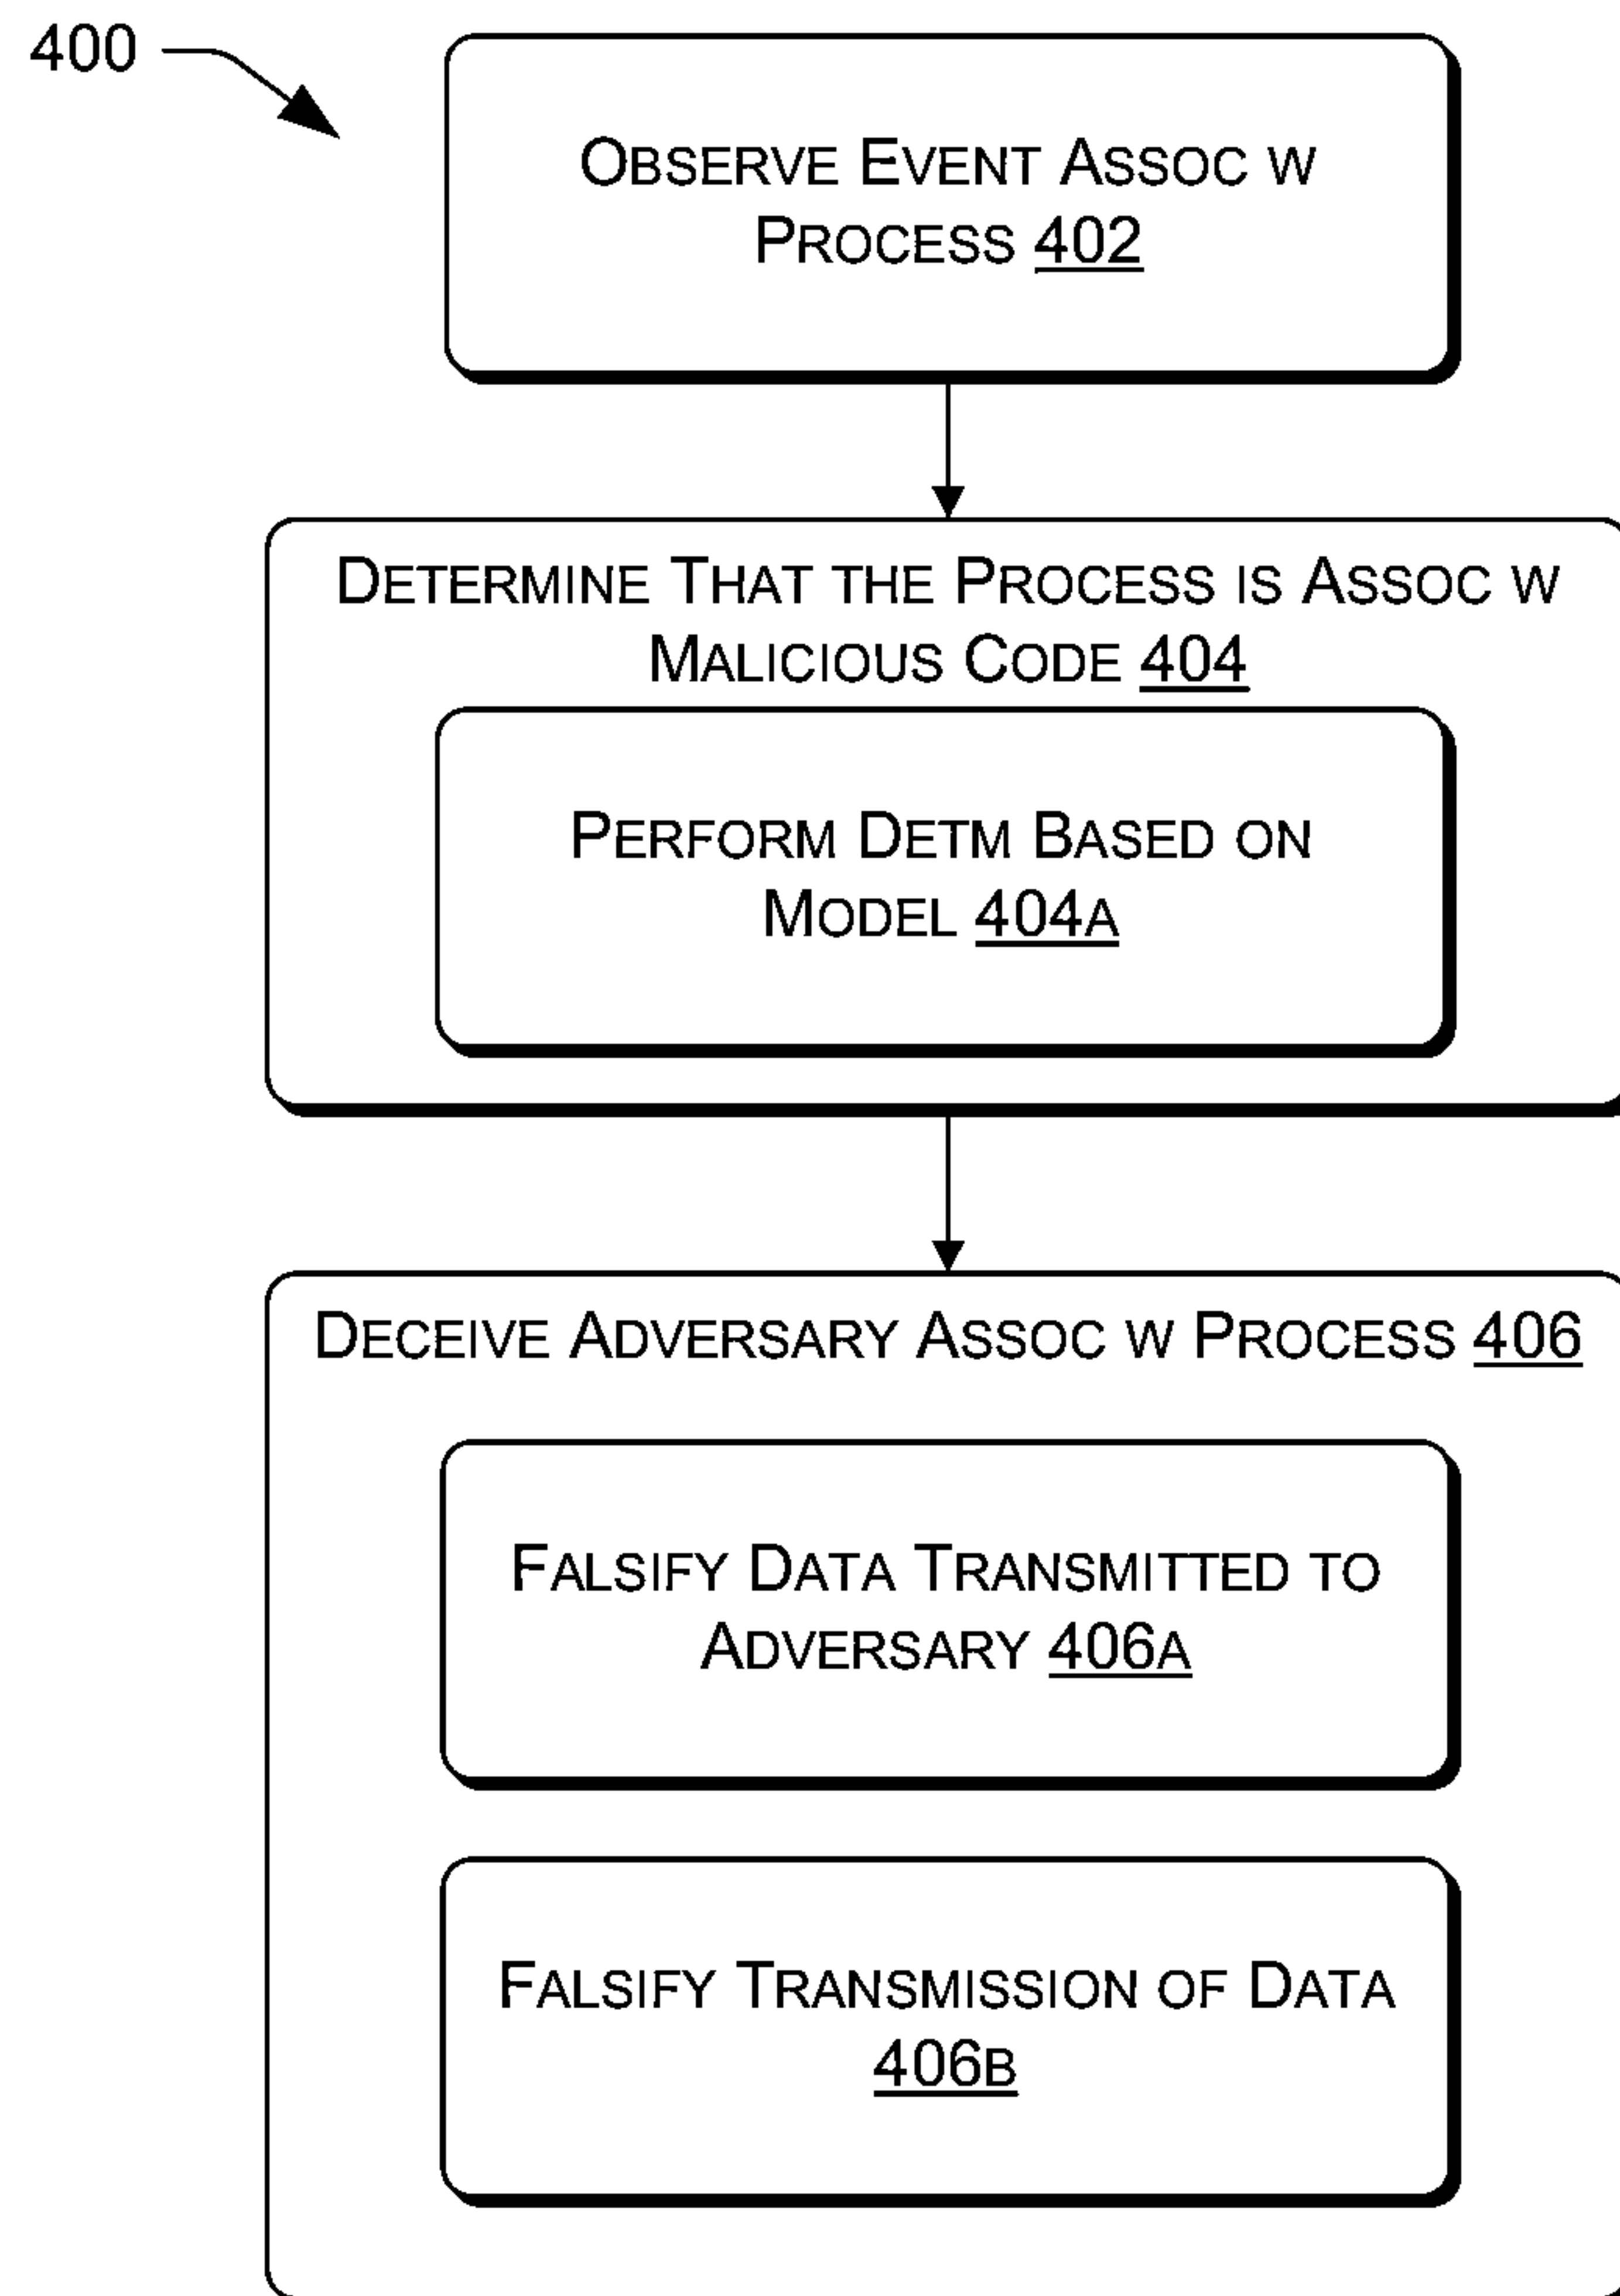 400
OBSERVE EVENT ASSOC W
PROCESS 402
DETERMINE THAT THE PROCESS IS ASSOC W
MALICIOUS CODE 404
PERFORM DETM BASED ON
MODEL 404A
DECEIVE ADVERSARY ASSOC W PROCESS 406
FALSIFY DATA TRANSMITTED TO
ADVERSARY 406A
FALSIFY TRANSMISSION OF DATA
406B